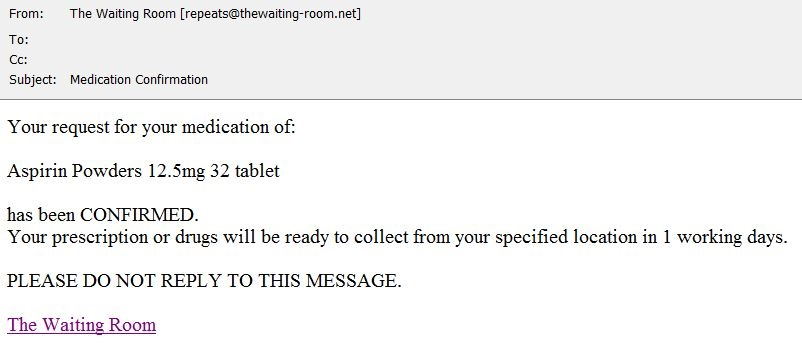 From: The Waiting Room [repeats@thewaiting-room.net]
To:
Cc:
Subject: Medication Confirmation
Your request for your medication of:
Aspirin Powders 12.5mg 32 tablet
has been CONFIRMED.
Your prescription or drugs will be ready to collect from your specified location in 1 working days.
PLEASE DO NOT REPLY TO THIS MESSAGE.
The Waiting Room